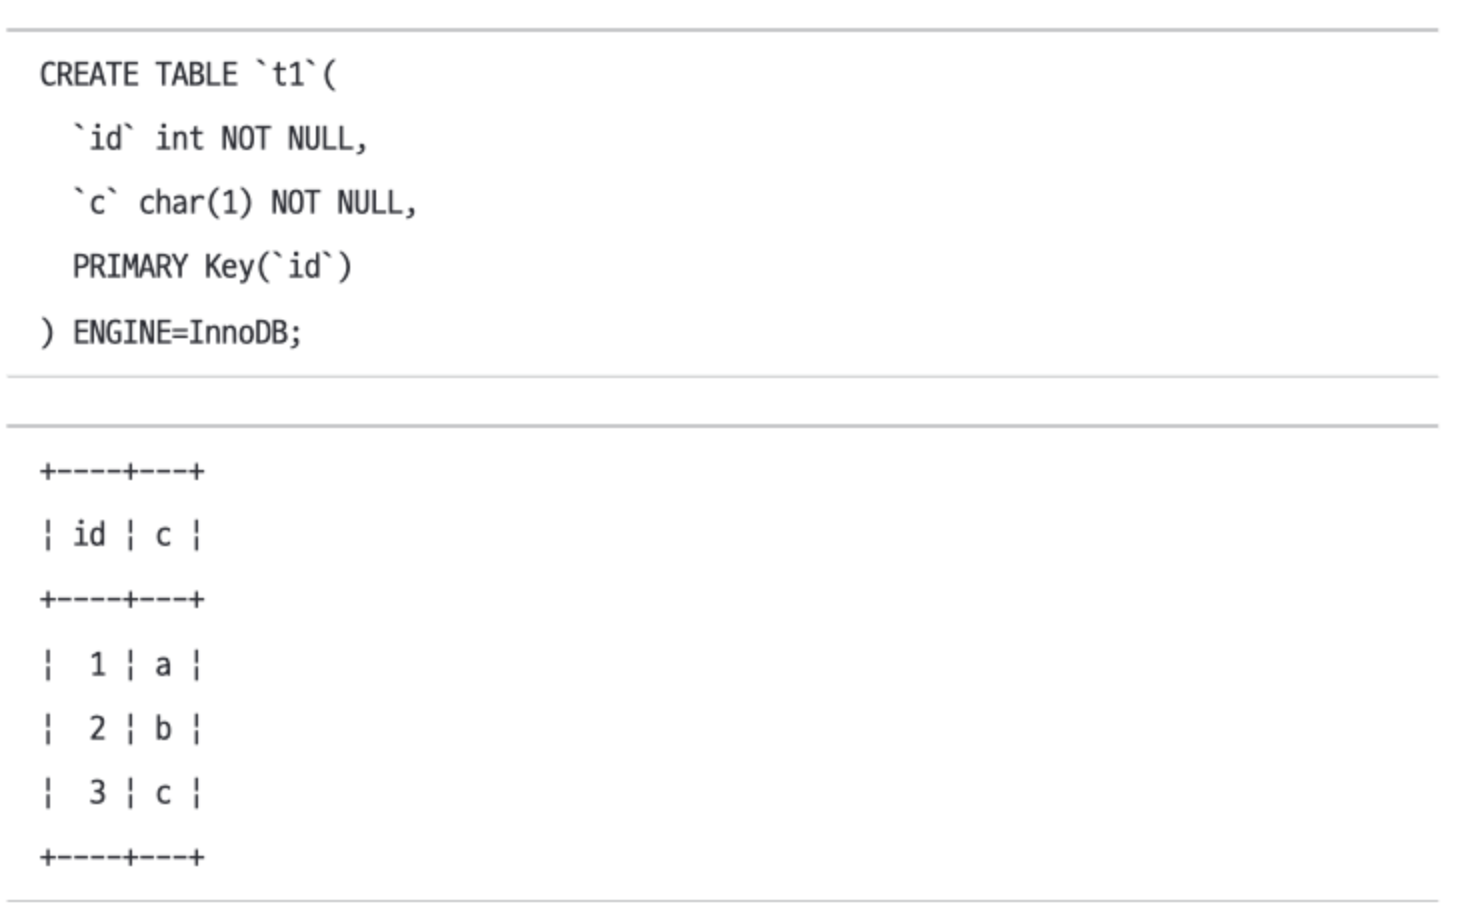 CREATE TABLE `t1`(
  `id` int NOT NULL,
  `c` char(1) NOT NULL,
  PRIMARY Key(`id`)
) ENGINE=InnoDB;
+----+---+
¦ id ¦ c ¦
+----+---+
¦  1 ¦ a ¦
¦  2 ¦ b ¦
¦  3 ¦ c ¦
+----+---+